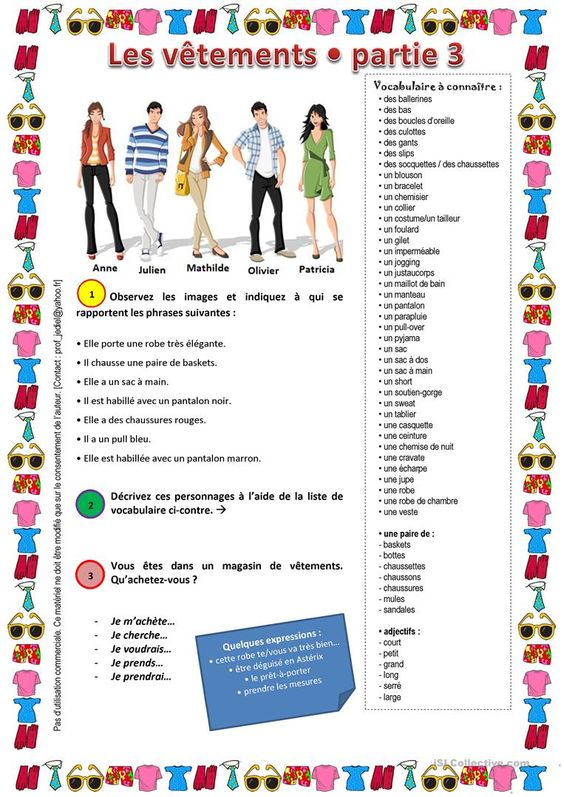 Les vêtements • partie 3
Anne
Julien
Mathilde
Olivier
Patricia
1 Observez les images et indiquez à qui se
rapportent les phrases suivantes :
• Elle porte une robe très élégante.
• Il chausse une paire de baskets.
• Elle a un sac à main.
• Il est habillé avec un pantalon noir.
• Elle a des chaussures rouges.
• Il a un pull bleu.
• Elle est habillée avec un pantalon marron.
2 Décrivez ces personnages à l'aide de la liste de
vocabulaire ci-contre. →
3 Vous êtes dans un magasin de vêtements.
Qu'achetez-vous ?
- Je m'achète…
- Je cherche…
- Je voudrais…
- Je prends…
- Je prendrai…
Quelques expressions :
• cette robe te/vous va très bien…
• être déguisé en Astérix
• le prêt-à-porter
• prendre les mesures
Vocabulaire à connaître :
• des ballerines
• des bas
• des boucles d'oreille
• des culottes
• des gants
• des slips
• des socquettes / des chaussettes
• un blouson
• un bracelet
• un chemisier
• un collier
• un costume/un tailleur
• un foulard
• un gilet
• un imperméable
• un jogging
• un justaucorps
• un maillot de bain
• un manteau
• un pantalon
• un parapluie
• un pull-over
• un pyjama
• un sac
• un sac à dos
• un sac à main
• un short
• un soutien-gorge
• un sweat
• un tablier
• une casquette
• une ceinture
• une chemise de nuit
• une cravate
• une écharpe
• une jupe
• une robe
• une robe de chambre
• une veste
• une paire de :
- baskets
- bottes
- chaussettes
- chaussons
- chaussures
- mules
- sandales
• adjectifs :
- court
- petit
- grand
- long
- serré
- large
Pas d'utilisation commerciale. Ce matériel ne doit être modifié que sur le consentement de l'auteur. [Contact : prof_jediel@yahoo.fr]
iSLCollective.com